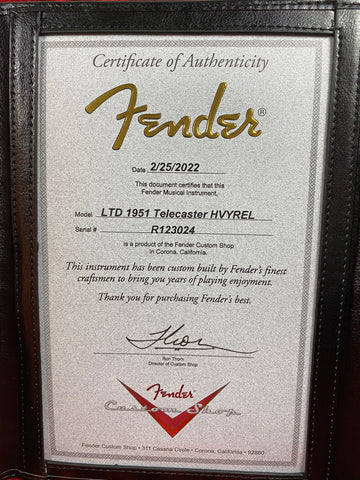 Certificate of Authenticity
Fender®
Date 2/25/2022
This document certifies that this
Fender Musical Instrument,
Model LTD 1951 Telecaster HVYREL
Serial # R123024
is a product of the Fender Custom Shop
in Corona, California.
This instrument has been custom built by Fender's finest
craftsmen to bring you years of playing enjoyment.
Thank you for purchasing Fender's best.
Ron Thorn
Director of Custom Shop
Fender
Custom Shop
Fender Custom Shop • 311 Cessna Circle • Corona, California • 92880